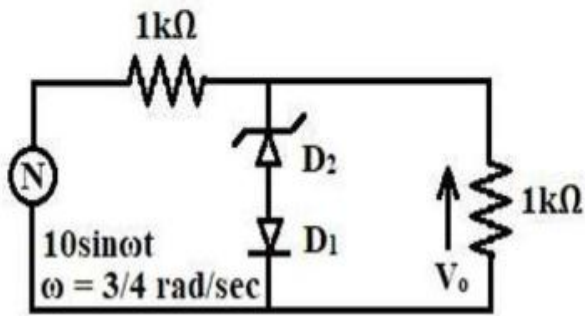 1kΩ
N
D₂
D₁
1kΩ
V₀
10sinωt
ω = 3/4 rad/sec